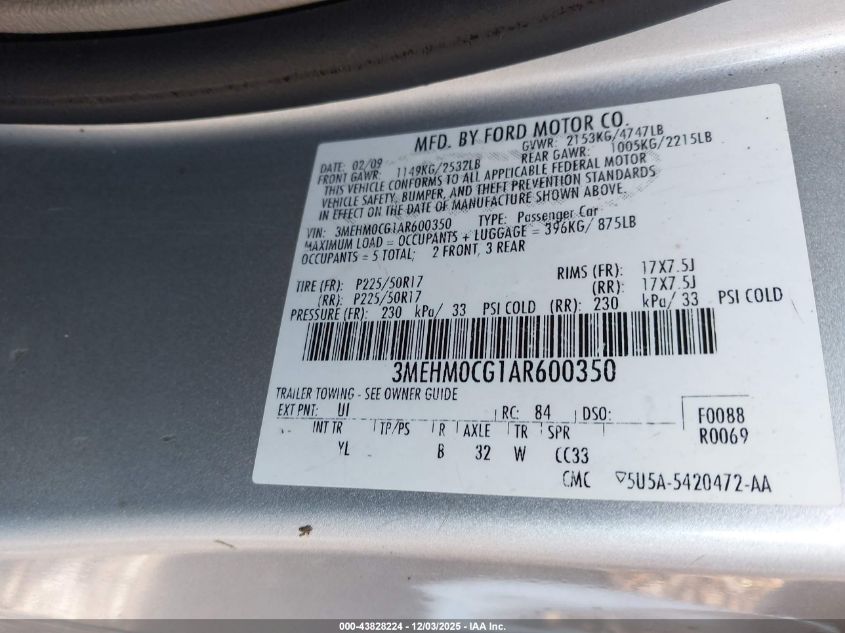 MFD. BY FORD MOTOR CO.
DATE: 02/09 GVWR: 2153KG/4747LB
FRONT GAWR: 1149KG/2532LB REAR GAWR: 1005KG/2215LB
THIS VEHICLE CONFORMS TO ALL APPLICABLE FEDERAL MOTOR
VEHICLE SAFETY, BUMPER, AND THEFT PREVENTION STANDARDS
IN EFFECT ON THE DATE OF MANUFACTURE SHOWN ABOVE.
VIN: 3MEHM0CG1AR600350 TYPE: Passenger Car
MAXIMUM LOAD = OCCUPANTS + LUGGAGE = 396KG/ 875LB
OCCUPANTS = 5 TOTAL; 2 FRONT, 3 REAR
TIRE (FR): P225/50R17 RIMS (FR): 17X7.5J
(RR): P225/50R17 (RR): 17X7.5J
PRESSURE (FR): 230 kPa/ 33 PSI COLD (RR): 230 kPa/ 33 PSI COLD
3MEHM0CG1AR600350
TRAILER TOWING - SEE OWNER GUIDE
EXT PNT: UI RC: 84 DSO: F0088
INT TR TP/PS R AXLE TR SPR R0069
YL B 32 W CC33
CMC 5U5A-5420472-AA
000-43828224 - 12/03/2025 - IAA Inc.